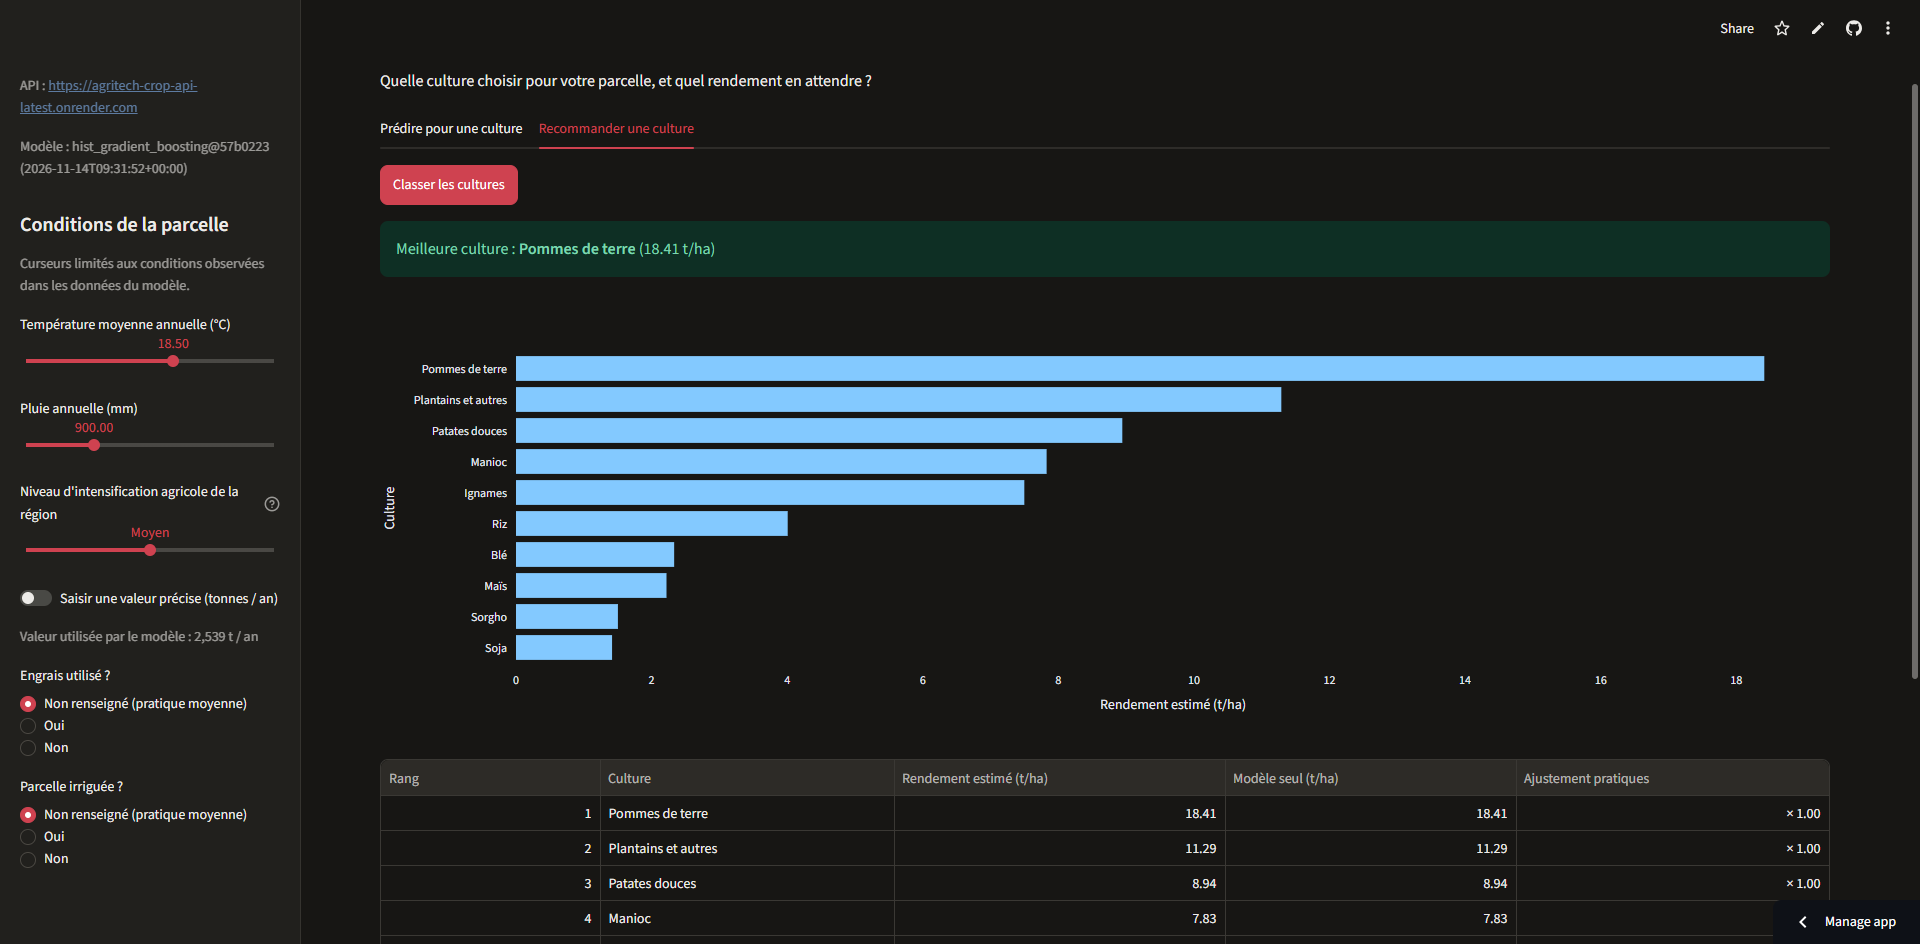 Share
API : https://agritech-crop-api-
latest.onrender.com
Modèle : hist_gradient_boosting@57b0223
(2026-11-14T09:31:52+00:00)
Conditions de la parcelle
Curseurs limités aux conditions observées
dans les données du modèle.
Température moyenne annuelle (°C)
18.50
Pluie annuelle (mm)
900.00
Niveau d'intensification agricole de la
région
Moyen
Saisir une valeur précise (tonnes / an)
Valeur utilisée par le modèle : 2,539 t / an
Engrais utilisé ?
Non renseigné (pratique moyenne)
Oui
Non
Parcelle irriguée ?
Non renseigné (pratique moyenne)
Oui
Non
Quelle culture choisir pour votre parcelle, et quel rendement en attendre ?
Prédire pour une culture Recommander une culture
Classer les cultures
Meilleure culture : Pommes de terre (18.41 t/ha)
Culture
Pommes de terre
Plantains et autres
Patates douces
Manioc
Ignames
Riz
Blé
Maïs
Sorgho
Soja
0 2 4 6 8 10 12 14 16 18
Rendement estimé (t/ha)
Rang Culture Rendement estimé (t/ha) Modèle seul (t/ha) Ajustement pratiques
1 Pommes de terre 18.41 18.41 × 1.00
2 Plantains et autres 11.29 11.29 × 1.00
3 Patates douces 8.94 8.94 × 1.00
4 Manioc 7.83 7.83
Manage app